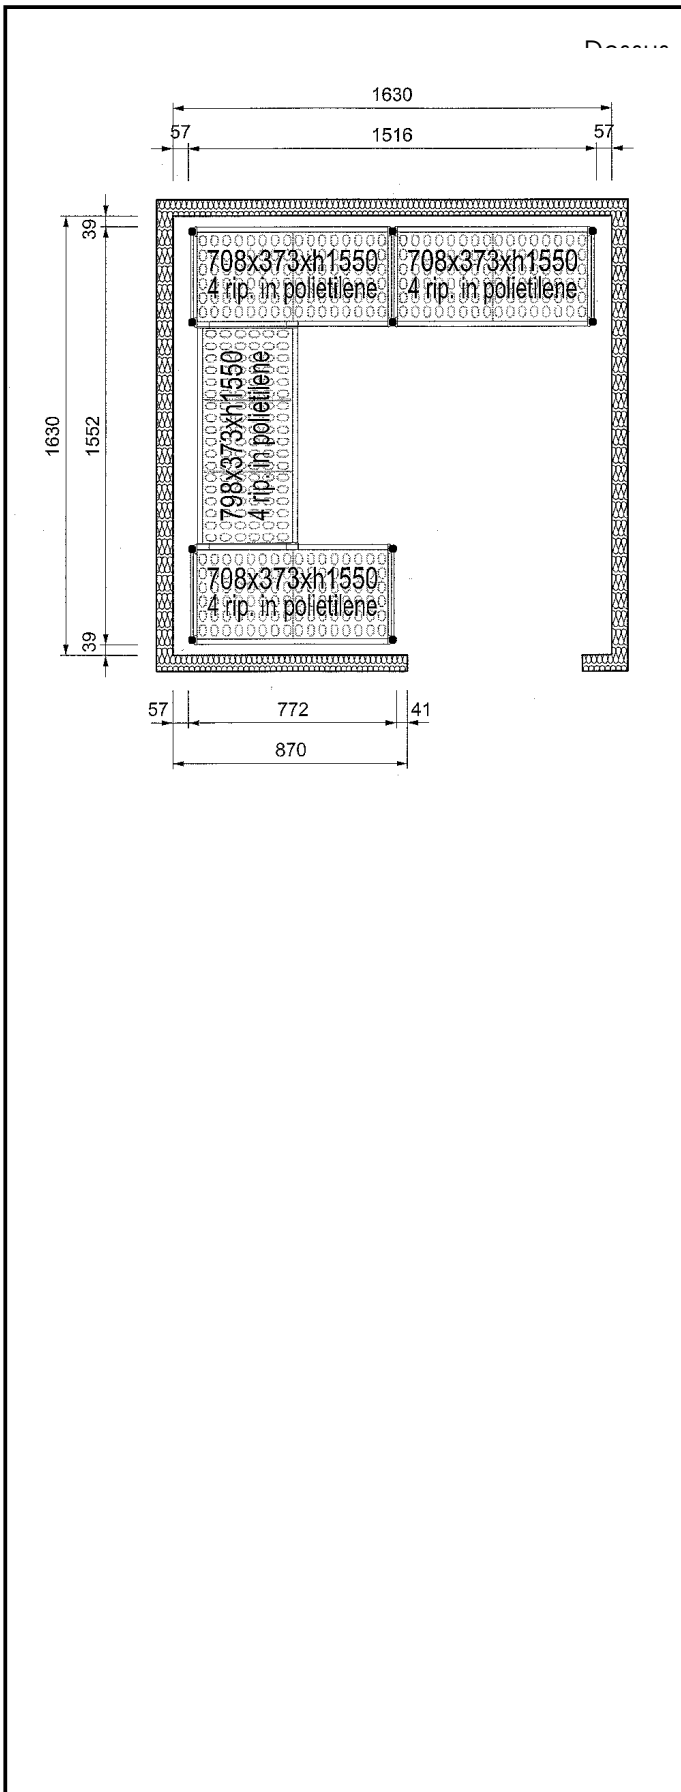 1630
57 1516 57
39
708x373xh1550 708x373xh1550
4 rip. in polietilene 4 rip. in polietilene
1630
1552
798x373xh1550
4 rip. in polietilene
708x373xh1550
4 rip. in polietilene
39
57 772 41
870